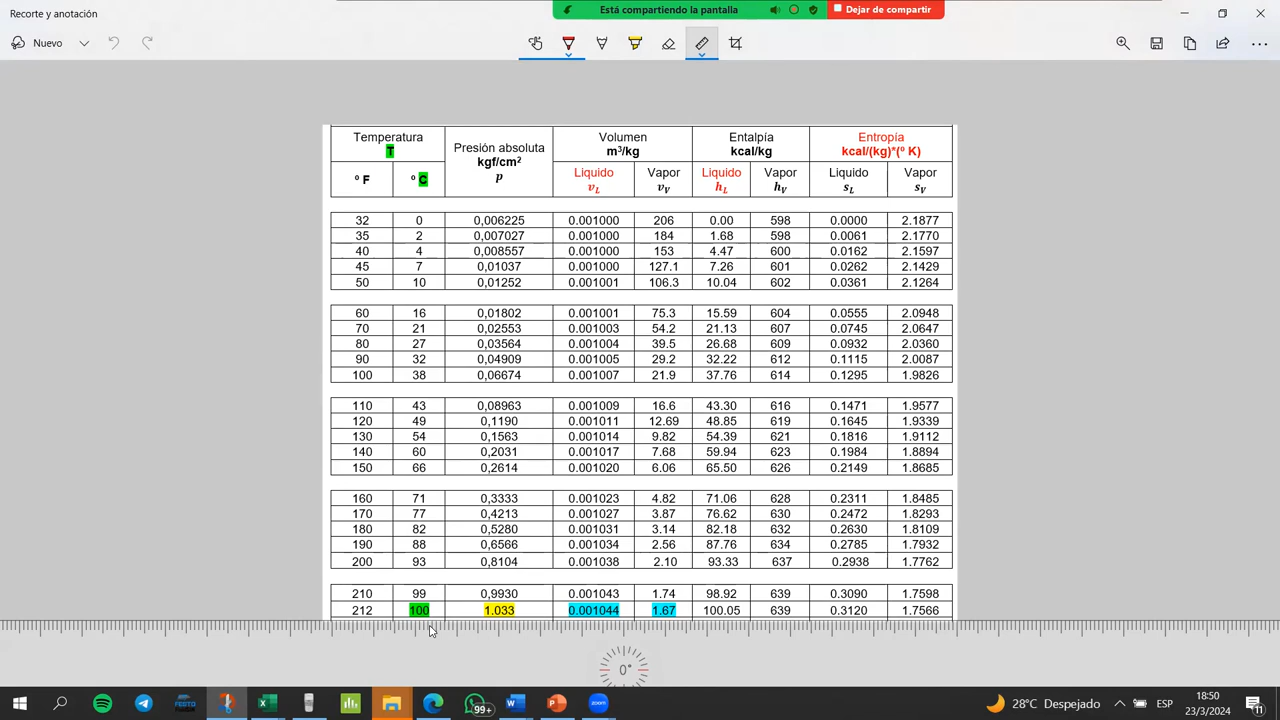 Está compartiendo la pantalla
Dejar de compartir
Recorte y anotación
Nuevo
Temperatura
T
Presión absoluta
kgf/cm²
p
Volumen
m³/kg
Entalpía
kcal/kg
Entropía
kcal/(kg)*(º K)
º F º C
Liquido Vapor Liquido Vapor Liquido Vapor
vL vV hL hV sL sV
32 0 0,006225 0.001000 206 0.00 598 0.0000 2.1877
35 2 0,007027 0.001000 184 1.68 598 0.0061 2.1770
40 4 0,008557 0.001000 153 4.47 600 0.0162 2.1597
45 7 0,01037 0.001000 127.1 7.26 601 0.0262 2.1429
50 10 0,01252 0.001001 106.3 10.04 602 0.0361 2.1264
60 16 0,01802 0.001001 75.3 15.59 604 0.0555 2.0948
70 21 0,02553 0.001003 54.2 21.13 607 0.0745 2.0647
80 27 0,03564 0.001004 39.5 26.68 609 0.0932 2.0360
90 32 0,04909 0.001005 29.2 32.22 612 0.1115 2.0087
100 38 0,06674 0.001007 21.9 37.76 614 0.1295 1.9826
110 43 0,08963 0.001009 16.6 43.30 616 0.1471 1.9577
120 49 0,1190 0.001011 12.69 48.85 619 0.1645 1.9339
130 54 0,1563 0.001014 9.82 54.39 621 0.1816 1.9112
140 60 0,2031 0.001017 7.68 59.94 623 0.1984 1.8894
150 66 0,2614 0.001020 6.06 65.50 626 0.2149 1.8685
160 71 0,3333 0.001023 4.82 71.06 628 0.2311 1.8485
170 77 0,4213 0.001027 3.87 76.62 630 0.2472 1.8293
180 82 0,5280 0.001031 3.14 82.18 632 0.2630 1.8109
190 88 0,6566 0.001034 2.56 87.76 634 0.2785 1.7932
200 93 0,8104 0.001038 2.10 93.33 637 0.2938 1.7762
210 99 0,9930 0.001043 1.74 98.92 639 0.3090 1.7598
212 100 1.033 0.001044 1.67 100.05 639 0.3120 1.7566
0°
FESTO
99+
zoom
28°C Despejado
ESP
18:50
23/3/2024
11